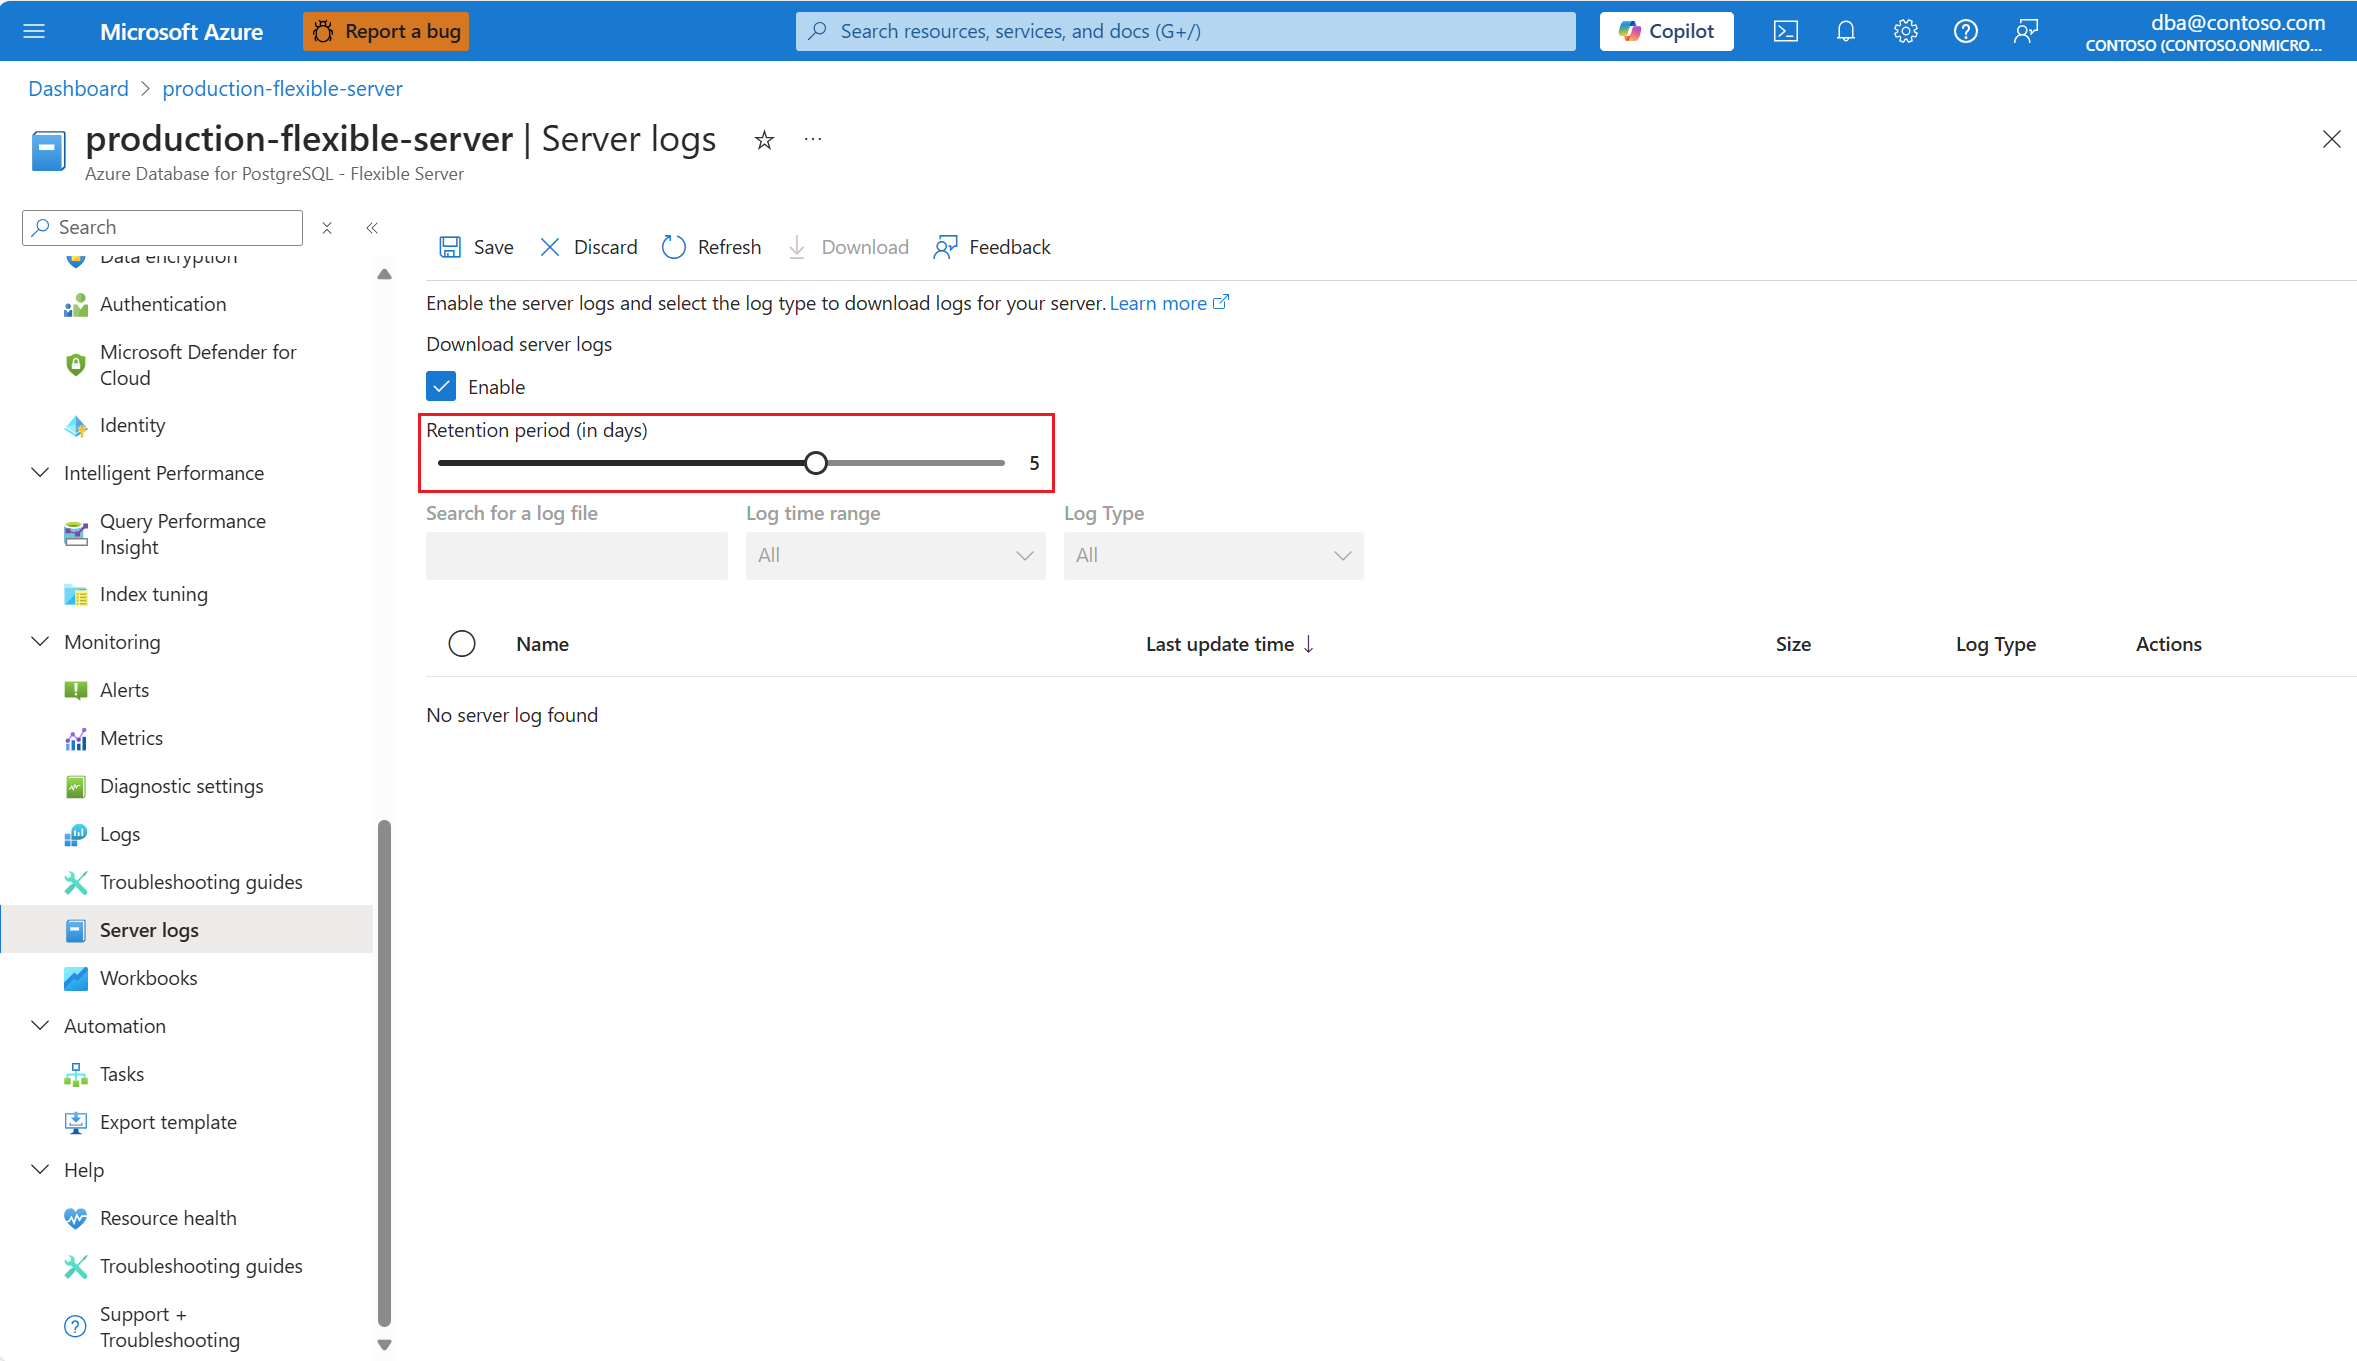 Microsoft Azure
Report a bug
Search resources, services, and docs (G+/)
Copilot
dba@contoso.com
CONTOSO (CONTOSO.ONMICRO...
Dashboard > production-flexible-server
production-flexible-server | Server logs
Azure Database for PostgreSQL - Flexible Server
Search
Data encryption
Authentication
Microsoft Defender for
Cloud
Identity
Intelligent Performance
Query Performance
Insight
Index tuning
Monitoring
Alerts
Metrics
Diagnostic settings
Logs
Troubleshooting guides
Server logs
Workbooks
Automation
Tasks
Export template
Help
Resource health
Troubleshooting guides
Support +
Troubleshooting
Save Discard Refresh Download Feedback
Enable the server logs and select the log type to download logs for your server. Learn more
Download server logs
Enable
Retention period (in days)
5
Search for a log file Log time range Log Type
All All
Name Last update time ↓ Size Log Type Actions
No server log found